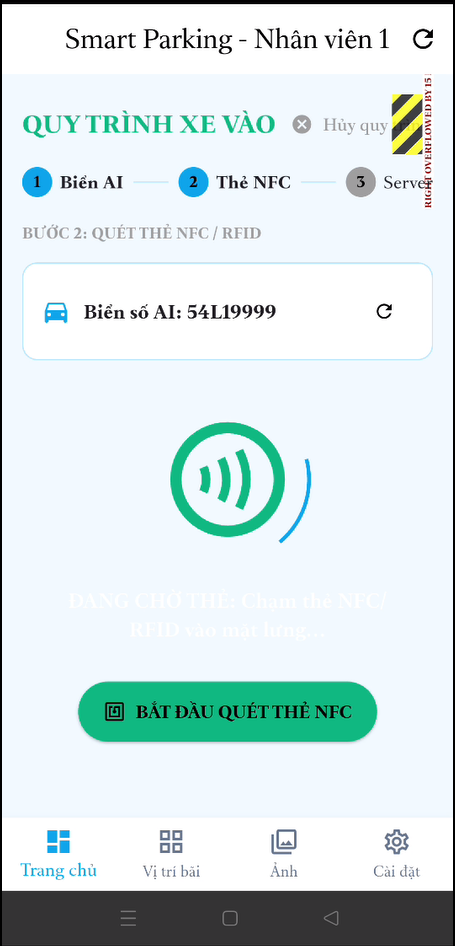 Smart Parking - Nhân viên 1
QUY TRÌNH XE VÀO
Hủy quy
RIGHT OVERFLOWED BY 15
1 Biển AI
2 Thẻ NFC
3 Server
BƯỚC 2: QUÉT THẺ NFC / RFID
Biển số AI: 54L19999
ĐANG CHỜ THẺ: Chạm thẻ NFC/
RFID vào mặt lưng...
BẮT ĐẦU QUÉT THẺ NFC
Trang chủ
Vị trí bãi
Ảnh
Cài đặt